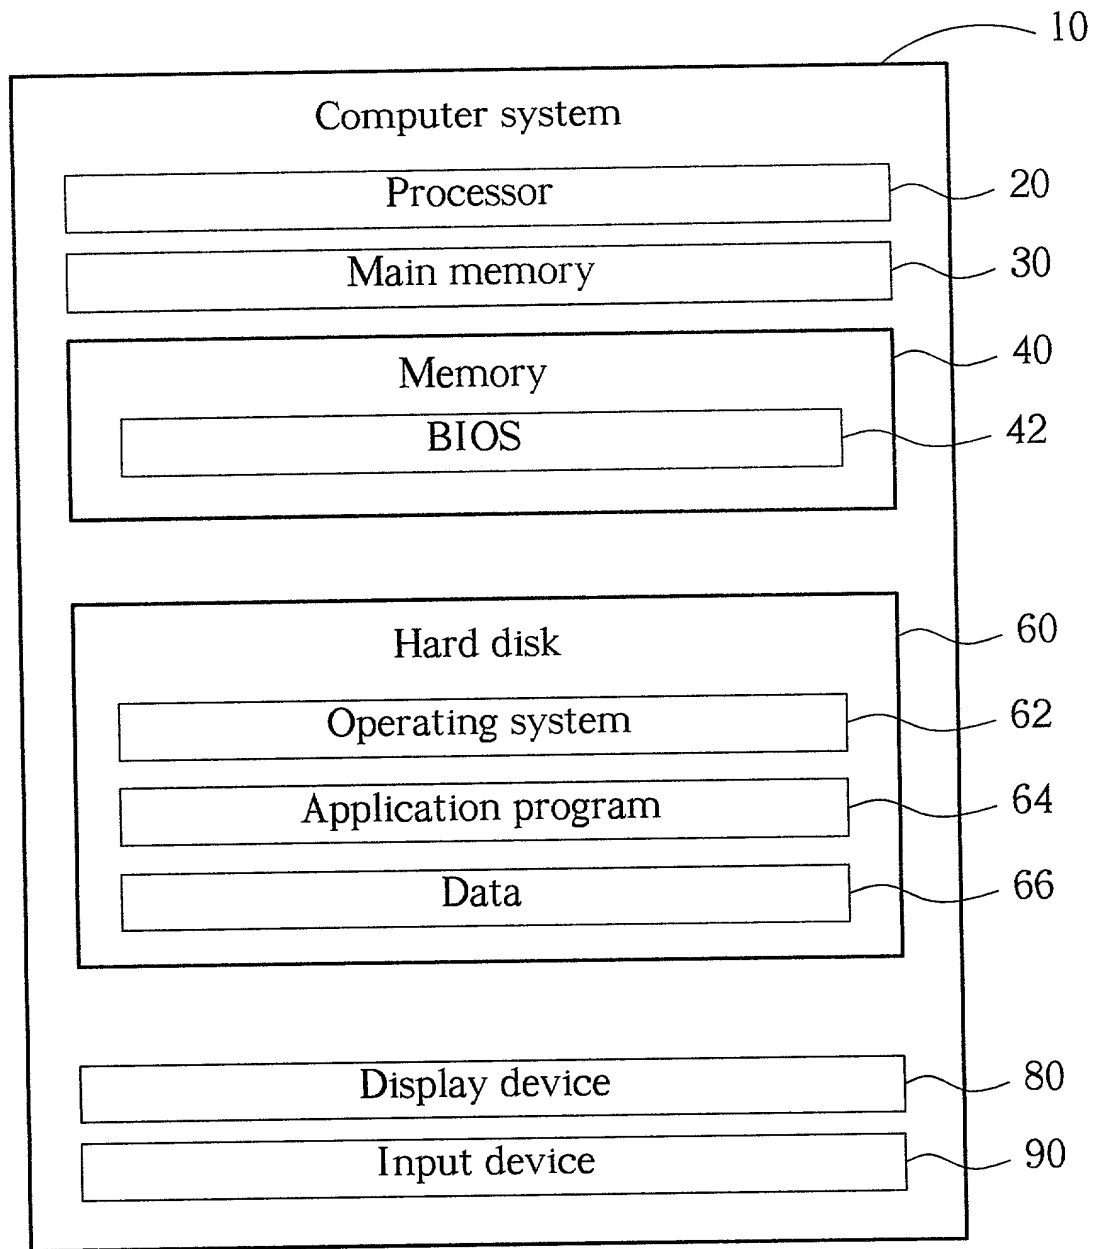 10
Computer system
Processor 20
Main memory 30
Memory 40
BIOS 42
Hard disk 60
Operating system 62
Application program 64
Data 66
Display device 80
Input device 90